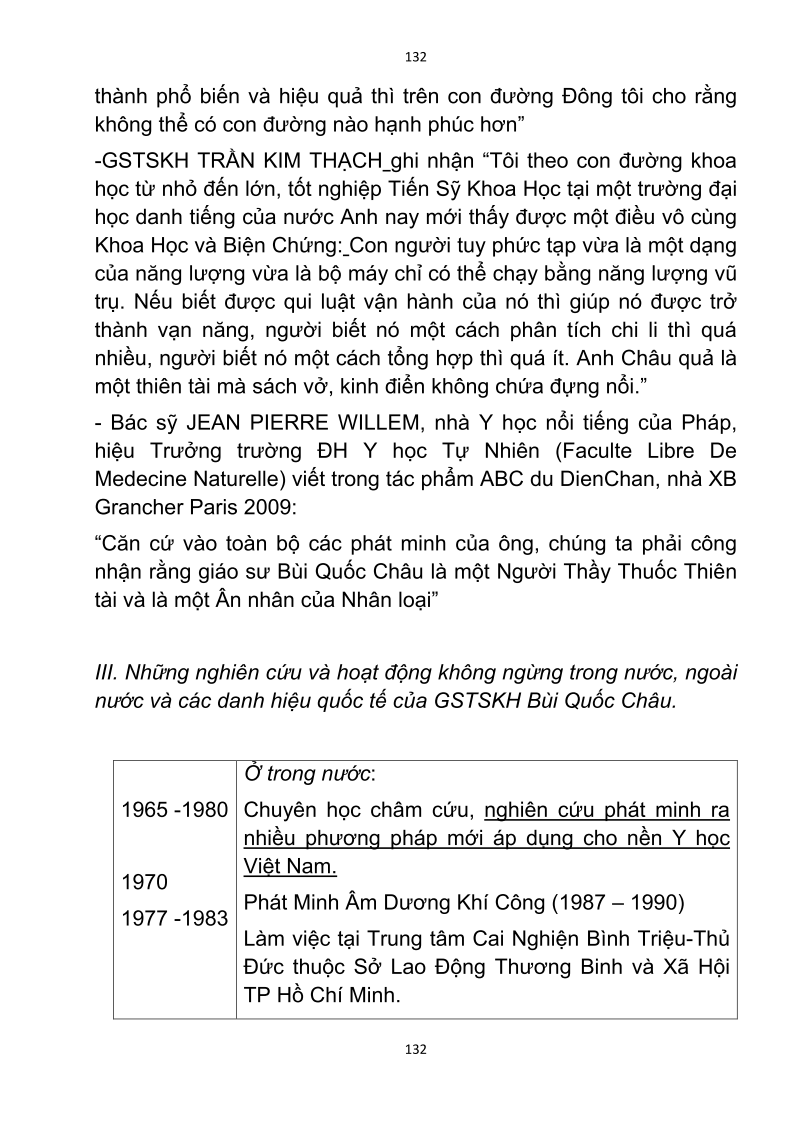 132
thành phổ biến và hiệu quả thì trên con đường Đông tôi cho rằng
không thể có con đường nào hạnh phúc hơn”
-GSTSKH TRẦN KIM THẠCH ghi nhận “Tôi theo con đường khoa
học từ nhỏ đến lớn, tốt nghiệp Tiến Sỹ Khoa Học tại một trường đại
học danh tiếng của nước Anh nay mới thấy được một điều vô cùng
Khoa Học và Biện Chứng: Con người tuy phức tạp vừa là một dạng
của năng lượng vừa là bộ máy chỉ có thể chạy bằng năng lượng vũ
trụ. Nếu biết được qui luật vận hành của nó thì giúp nó được trở
thành vạn năng, người biết nó một cách phân tích chi li thì quá
nhiều, người biết nó một cách tổng hợp thì quá ít. Anh Châu quả là
một thiên tài mà sách vở, kinh điển không chứa đựng nổi.”
- Bác sỹ JEAN PIERRE WILLEM, nhà Y học nổi tiếng của Pháp,
hiệu Trưởng trường ĐH Y học Tự Nhiên (Faculte Libre De
Medecine Naturelle) viết trong tác phẩm ABC du DienChan, nhà XB
Grancher Paris 2009:
“Căn cứ vào toàn bộ các phát minh của ông, chúng ta phải công
nhận rằng giáo sư Bùi Quốc Châu là một Người Thầy Thuốc Thiên
tài và là một Ân nhân của Nhân loại”
III. Những nghiên cứu và hoạt động không ngừng trong nước, ngoài
nước và các danh hiệu quốc tế của GSTSKH Bùi Quốc Châu.
Ở trong nước:
1965 -1980 Chuyên học châm cứu, nghiên cứu phát minh ra
nhiều phương pháp mới áp dụng cho nền Y học
Việt Nam.
1970
Phát Minh Âm Dương Khí Công (1987 – 1990)
1977 -1983
Làm việc tại Trung tâm Cai Nghiện Bình Triệu-Thủ
Đức thuộc Sở Lao Động Thương Binh và Xã Hội
TP Hồ Chí Minh.
132